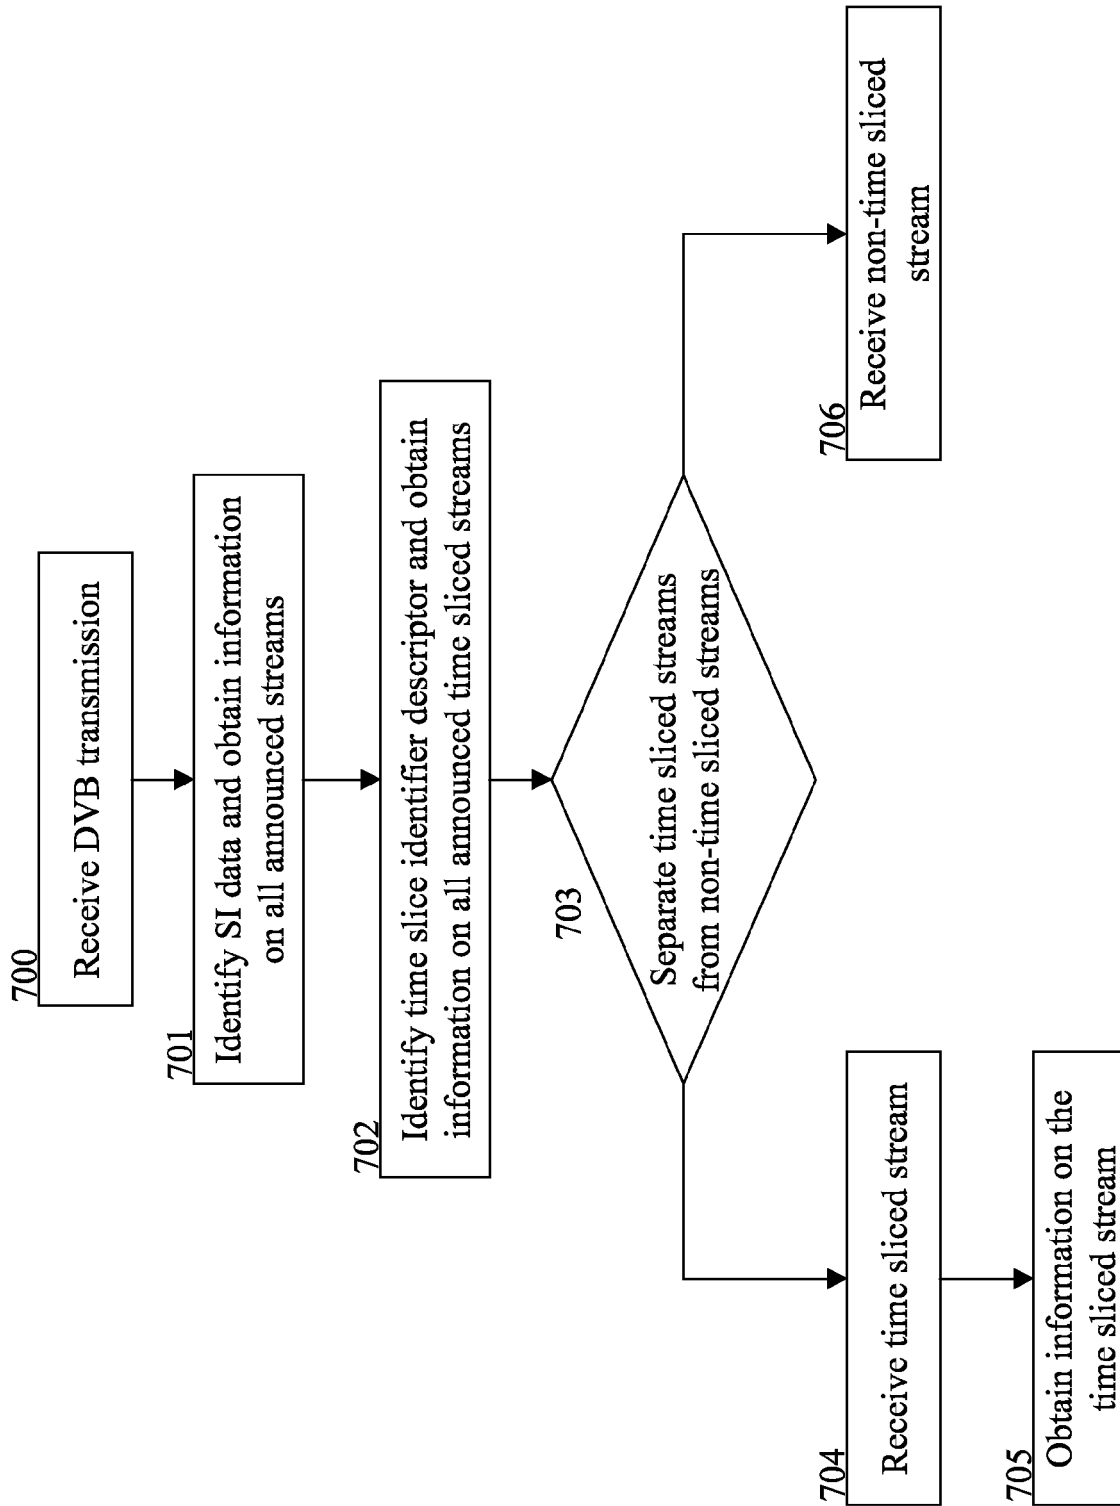 700
Receive DVB transmission
701
Identify SI data and obtain information
on all announced streams
702
Identify time slice identifier descriptor and obtain
information on all announced time sliced streams
703
Separate time sliced streams
from non-time sliced streams
704
Receive time sliced stream
705
Obtain information on the
time sliced stream
706
Receive non-time sliced
stream